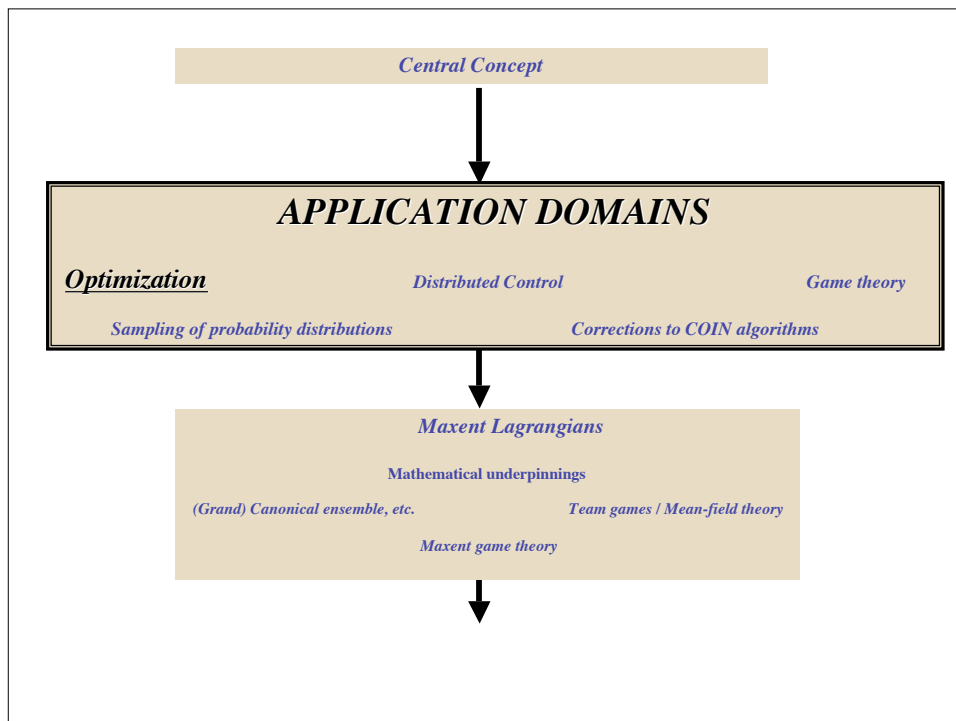 Central Concept
APPLICATION DOMAINS
Optimization Distributed Control Game theory
Sampling of probability distributions Corrections to COIN algorithms
Maxent Lagrangians
Mathematical underpinnings
(Grand) Canonical ensemble, etc. Team games / Mean-field theory
Maxent game theory